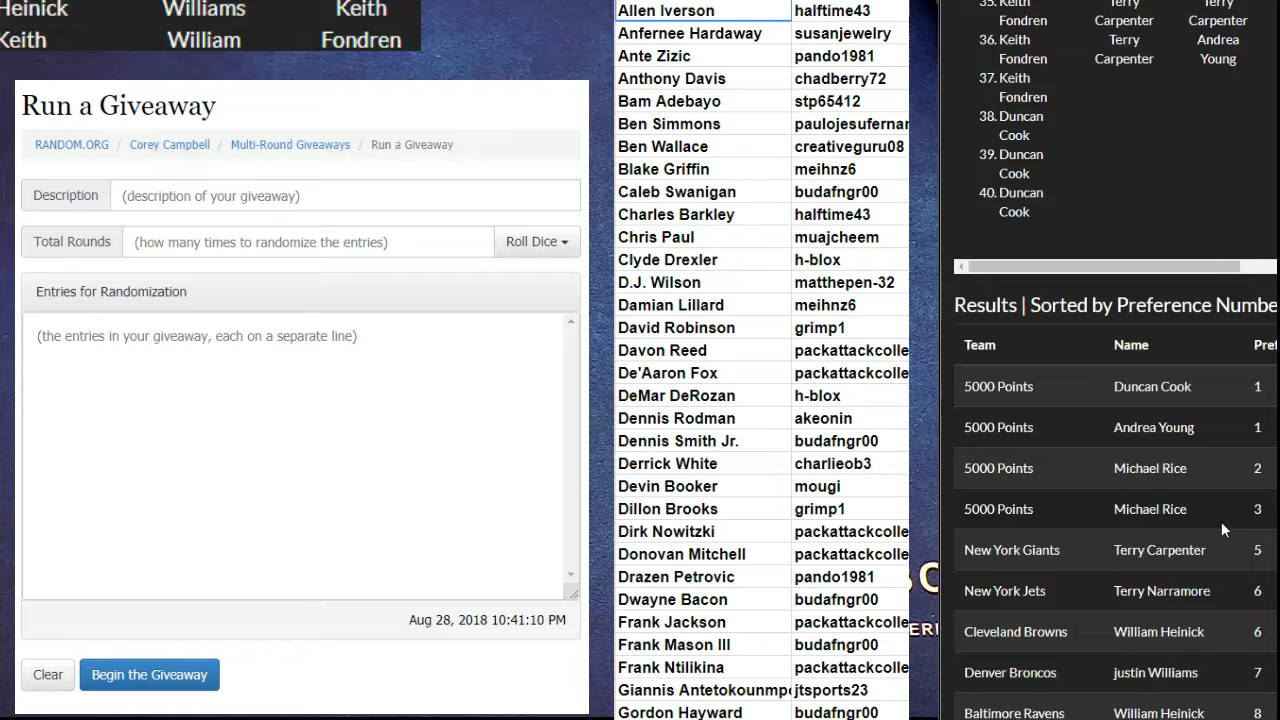 Heinick Williams Keith
Keith William Fondren
Run a Giveaway
RANDOM.ORG / Corey Campbell / Multi-Round Giveaways / Run a Giveaway
Description (description of your giveaway)
Total Rounds (how many times to randomize the entries) Roll Dice
Entries for Randomization
(the entries in your giveaway, each on a separate line)
Aug 28, 2018 10:41:10 PM
Clear Begin the Giveaway
Allen Iverson halftime43
Anfernee Hardaway susanjewelry
Ante Zizic pando1981
Anthony Davis chadberry72
Bam Adebayo stp65412
Ben Simmons paulojesufernar
Ben Wallace creativeguru08
Blake Griffin meihnz6
Caleb Swanigan budafngr00
Charles Barkley halftime43
Chris Paul muajcheem
Clyde Drexler h-blox
D.J. Wilson matthepen-32
Damian Lillard meihnz6
David Robinson grimp1
Davon Reed packattackcolle
De'Aaron Fox packattackcolle
DeMar DeRozan h-blox
Dennis Rodman akeonin
Dennis Smith Jr. budafngr00
Derrick White charlieob3
Devin Booker mougi
Dillon Brooks grimp1
Dirk Nowitzki packattackcolle
Donovan Mitchell packattackcolle
Drazen Petrovic pando1981
Dwayne Bacon budafngr00
Frank Jackson packattackcolle
Frank Mason III budafngr00
Frank Ntilikina packattackcolle
Giannis Antetokounmpo jtsports23
Gordon Hayward budafngr00
35. Keith Terry Terry
Fondren Carpenter Carpenter
36. Keith Terry Andrea
Fondren Carpenter Young
37. Keith
Fondren
38. Duncan
Cook
39. Duncan
Cook
40. Duncan
Cook
Results | Sorted by Preference Numbe
Team Name Pref
5000 Points Duncan Cook 1
5000 Points Andrea Young 1
5000 Points Michael Rice 2
5000 Points Michael Rice 3
New York Giants Terry Carpenter 5
New York Jets Terry Narramore 6
Cleveland Browns William Heinick 6
Denver Broncos justin Williams 7
Baltimore Ravens William Heinick 8